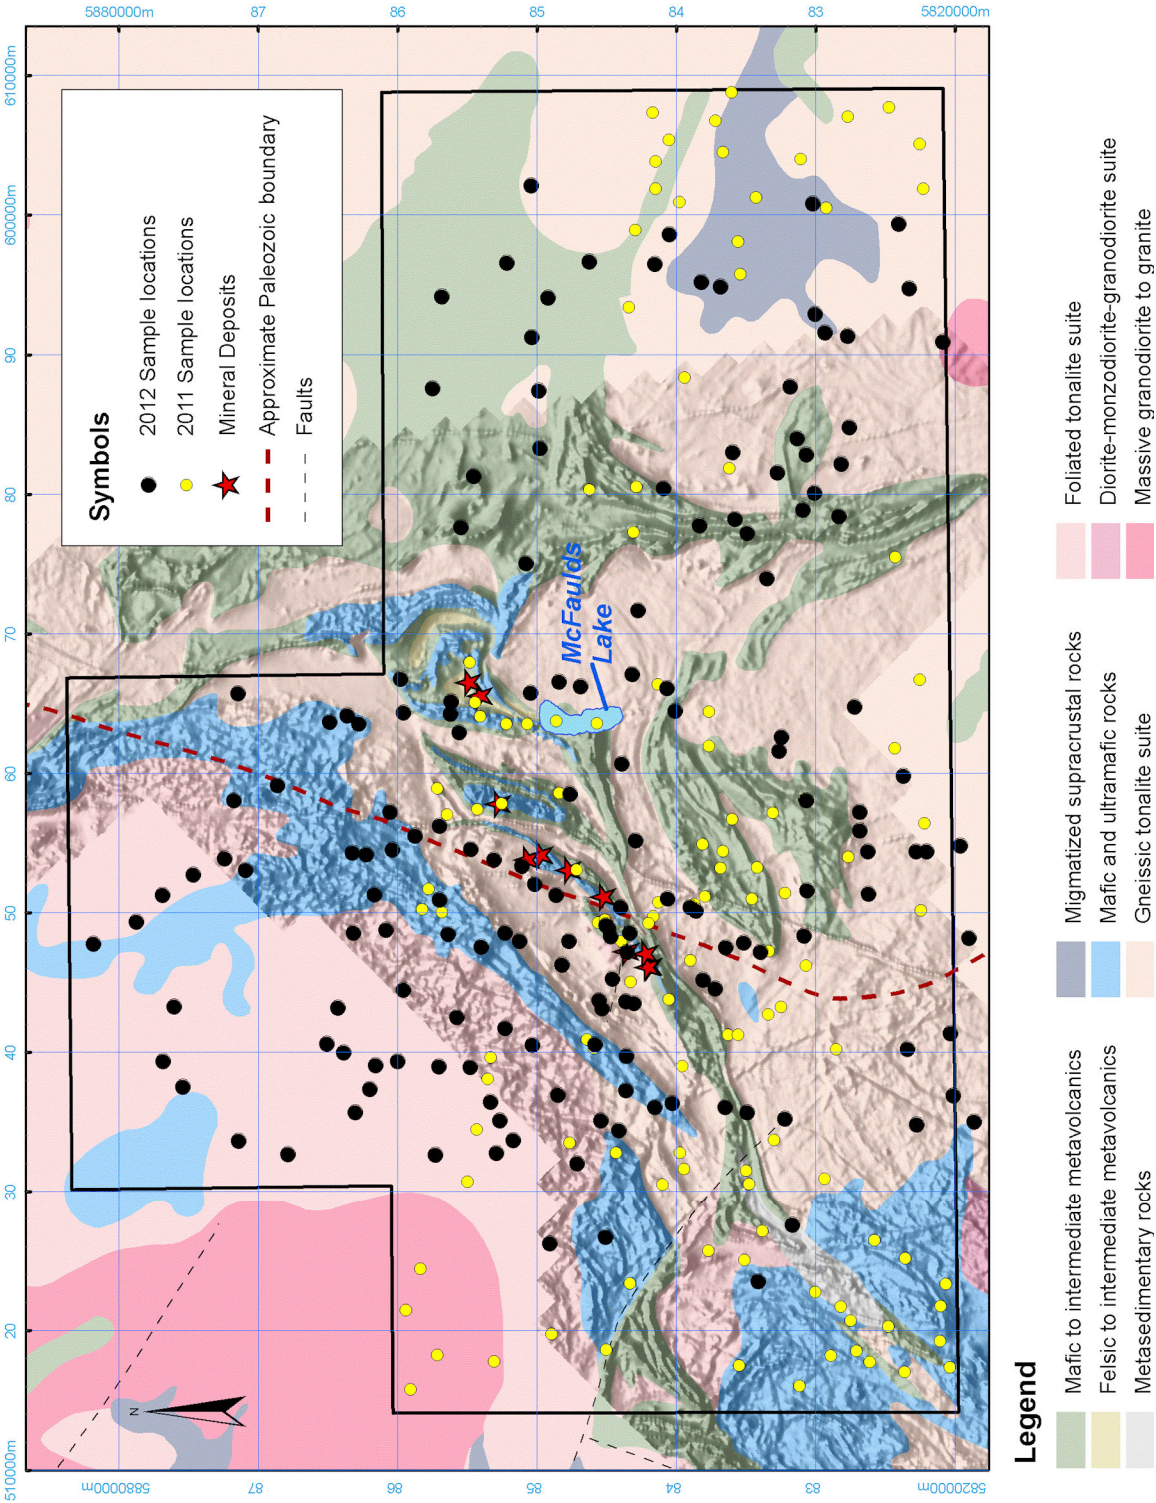 5880000m
87
86
85
84
83
5820000m
610000m
600000m
90
80
70
60
50
40
30
20
510000m
5880000m
87
86
85
84
83
5820000m
Symbols
2012 Sample locations
2011 Sample locations
Mineral Deposits
Approximate Paleozoic boundary
Faults
McFaulds
Lake
N
Legend
Mafic to intermediate metavolcanics
Felsic to intermediate metavolcanics
Metasedimentary rocks
Migmatized supracrustal rocks
Mafic and ultramafic rocks
Gneissic tonalite suite
Foliated tonalite suite
Diorite-monzodiorite-granodiorite suite
Massive granodiorite to granite